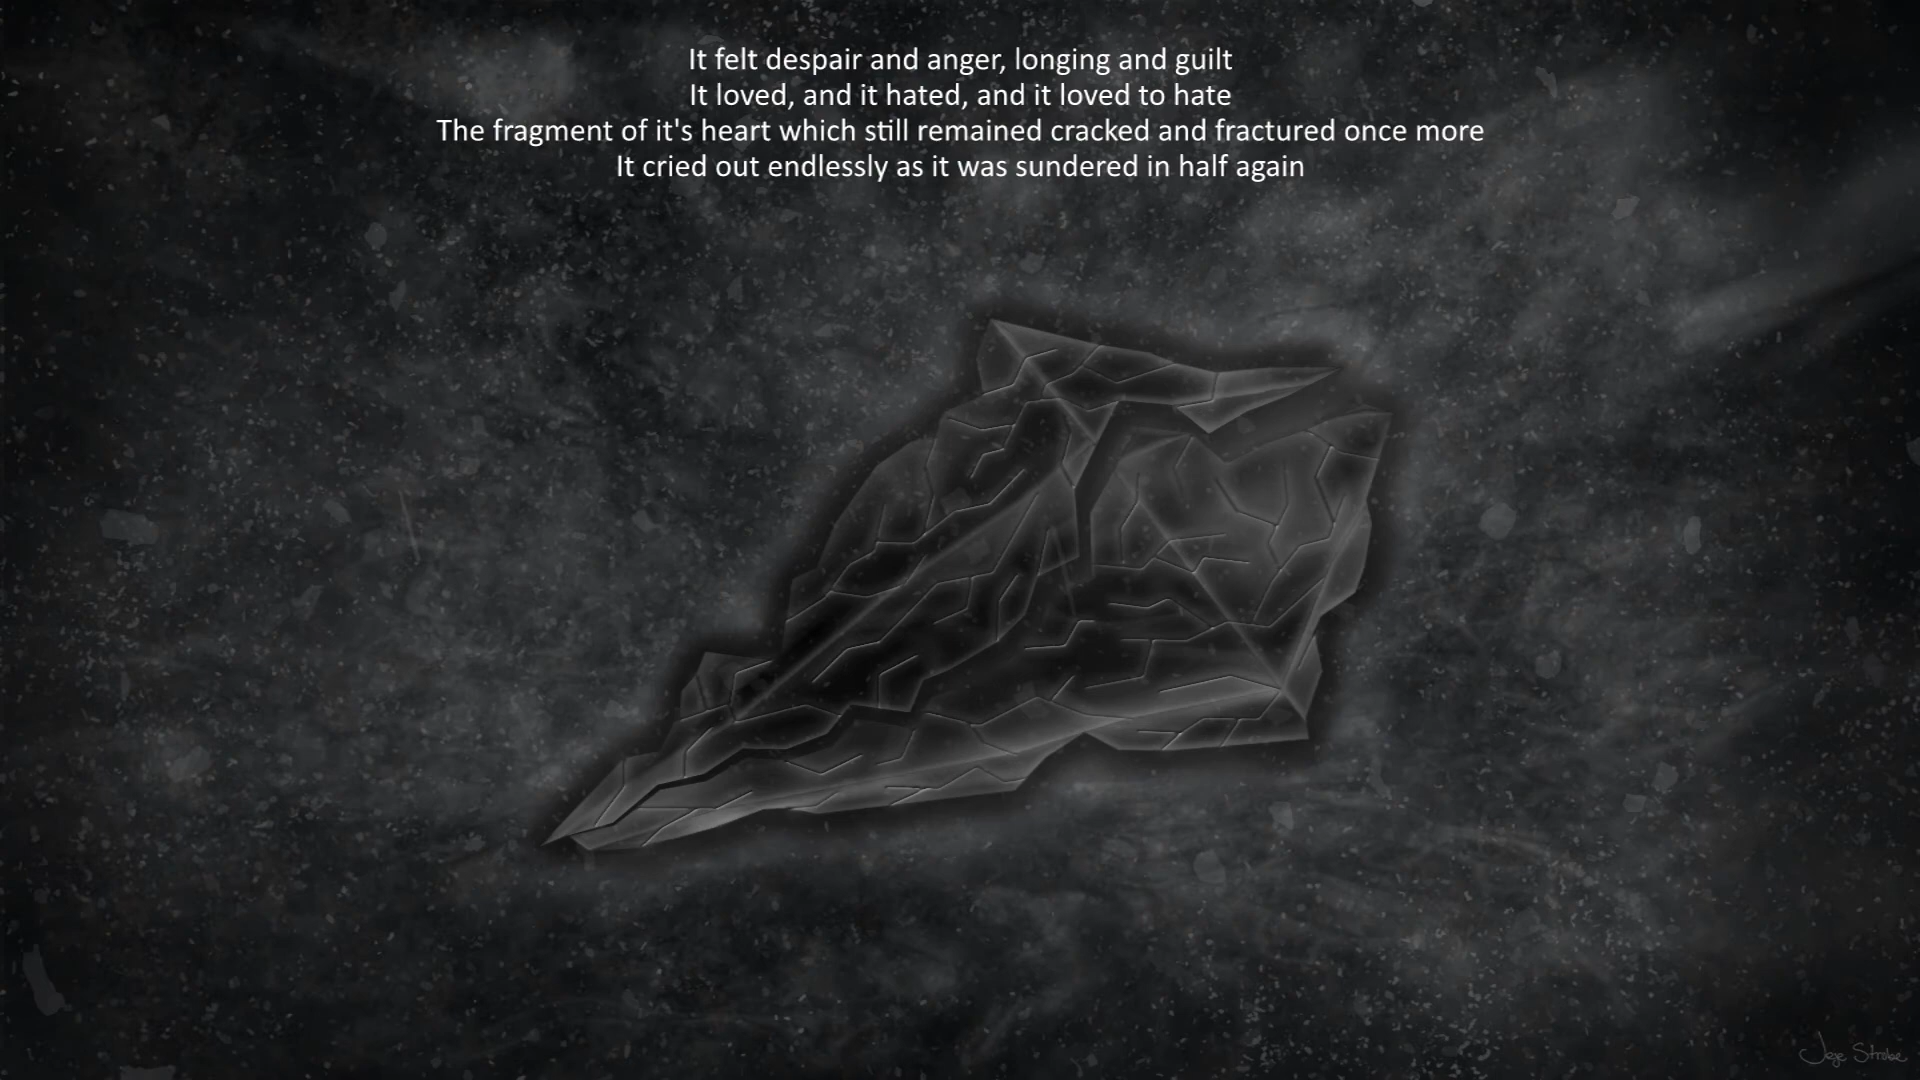 It felt despair and anger, longing and guilt
It loved, and it hated, and it loved to hate
The fragment of it's heart which still remained cracked and fractured once more
It cried out endlessly as it was sundered in half again